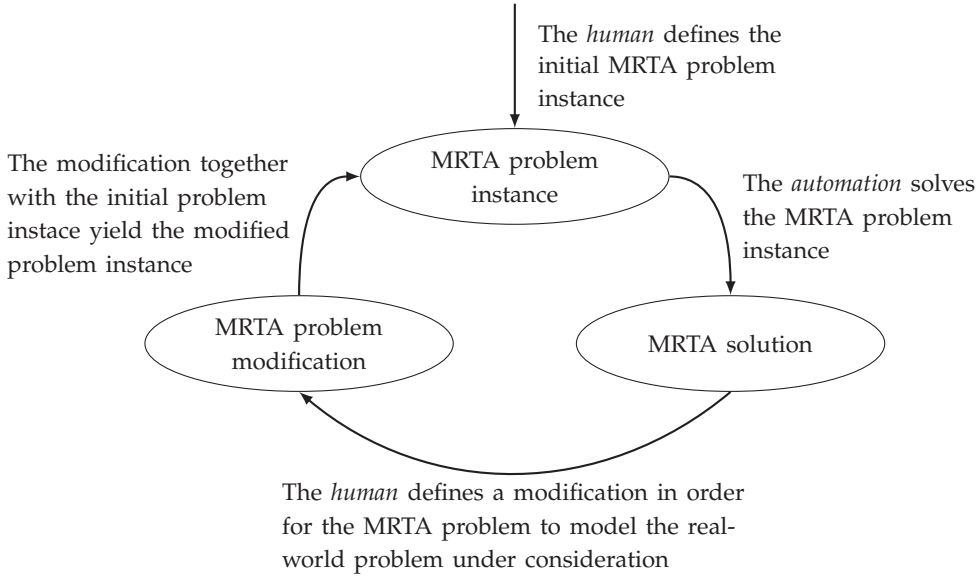 The human defines the
initial MRTA problem
instance
MRTA problem
instance
The modification together
with the initial problem
instace yield the modified
problem instance
The automation solves
the MRTA problem
instance
MRTA problem
modification
MRTA solution
The human defines a modification in order
for the MRTA problem to model the real-
world problem under consideration